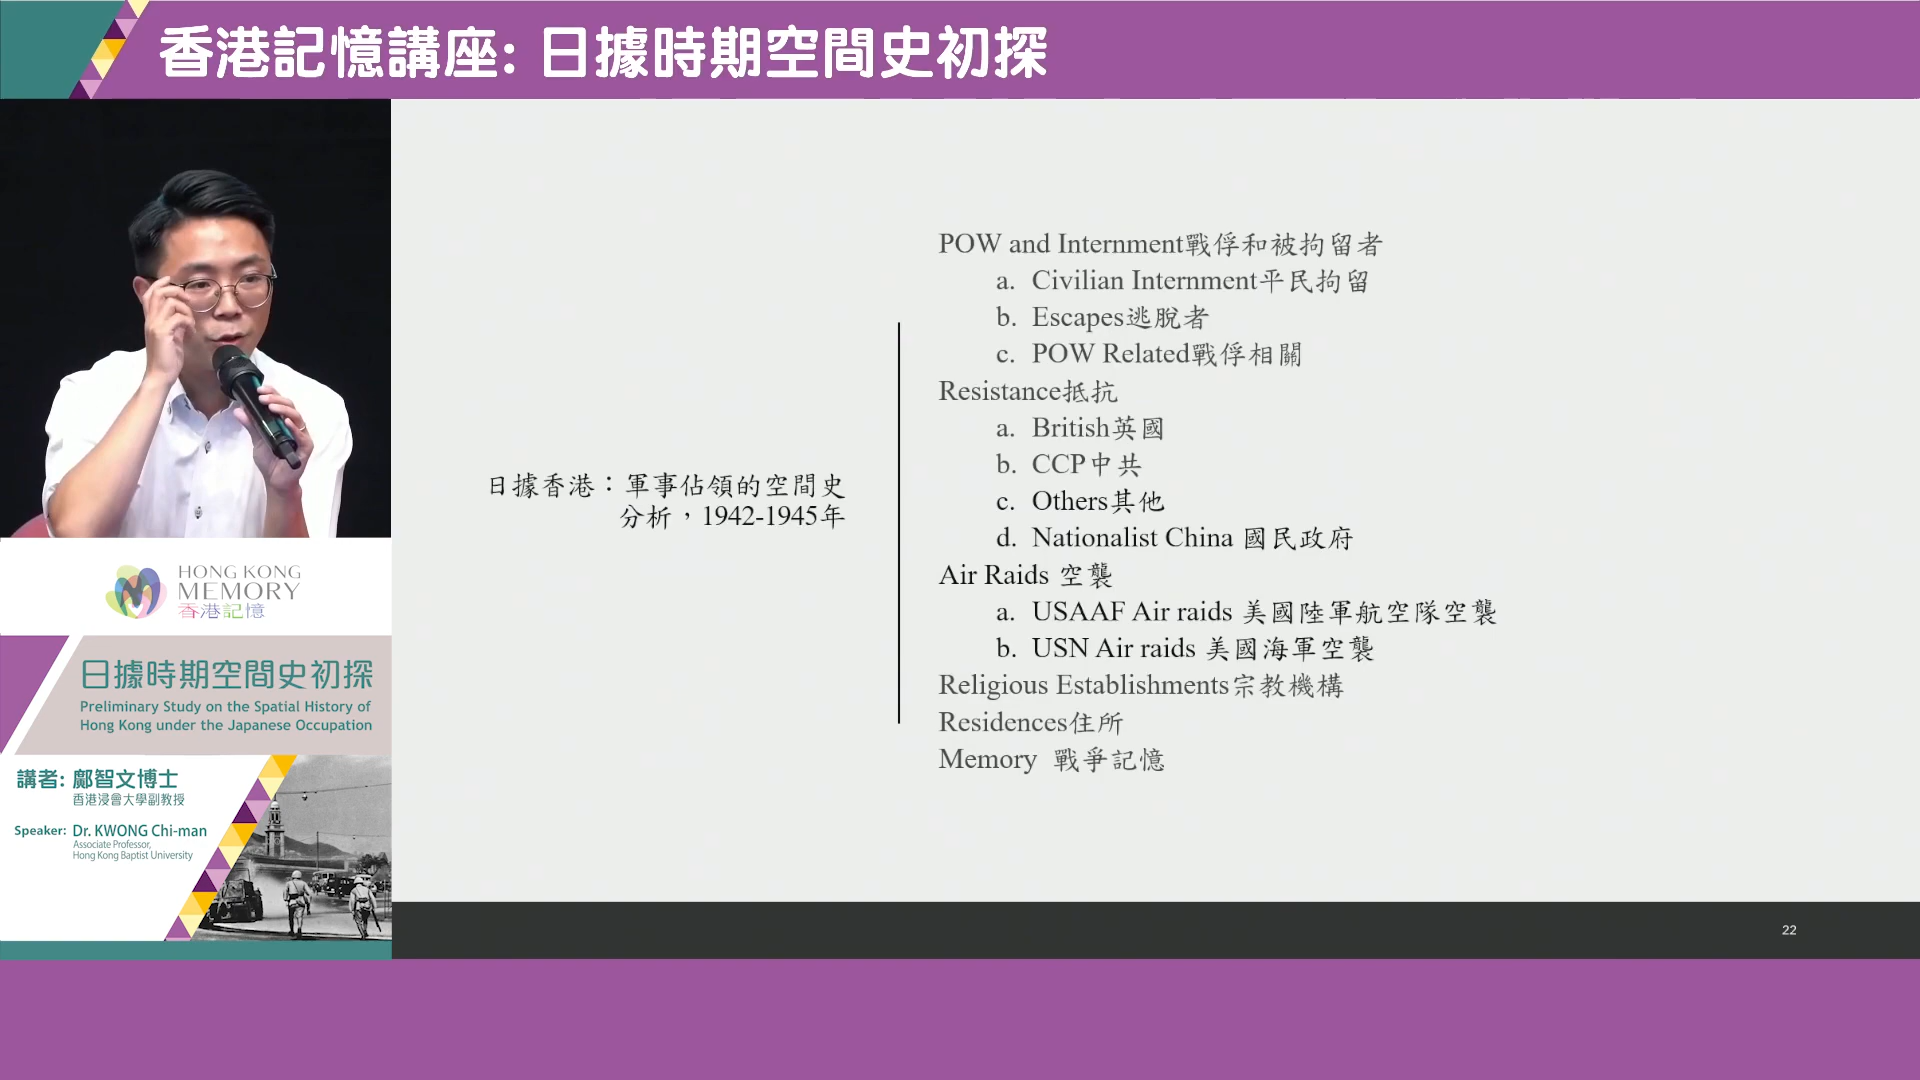 香港記憶講座: 日據時期空間史初探
日據香港：軍事佔領的空間史
分析，1942-1945年
POW and Internment戰俘和被拘留者
a. Civilian Internment平民拘留
b. Escapes逃脫者
c. POW Related戰俘相關
Resistance抵抗
a. British英國
b. CCP中共
c. Others其他
d. Nationalist China 國民政府
Air Raids 空襲
a. USAAF Air raids 美國陸軍航空隊空襲
b. USN Air raids 美國海軍空襲
Religious Establishments宗教機構
Residences住所
Memory 戰爭記憶
22
HONG KONG
MEMORY
香港記憶
日據時期空間史初探
Preliminary Study on the Spatial History of
Hong Kong under the Japanese Occupation
講者: 鄺智文博士
香港浸會大學副教授
Speaker: Dr. KWONG Chi-man
Associate Professor,
Hong Kong Baptist University